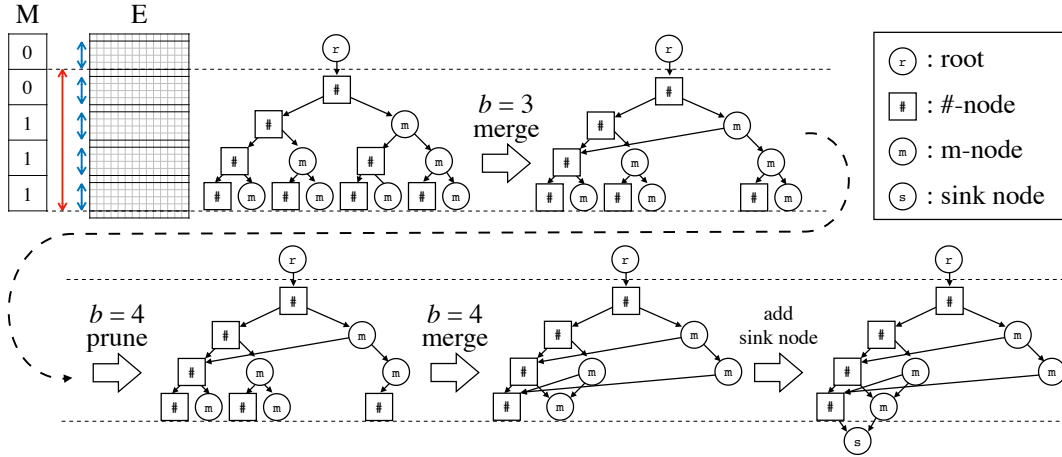 M E
0
0
1
1
1
r
#
# m
# m # m
# m # m # m # m
b = 3
merge
r
#
# m
# m m
# m # m # m
r : root
# : #-node
m : m-node
s : sink node
b = 4
prune
r
#
# m
# m m
# m # m #
b = 4
merge
r
#
# m
# m m
# m
add
sink node
r
#
# m
# m m
# m
s